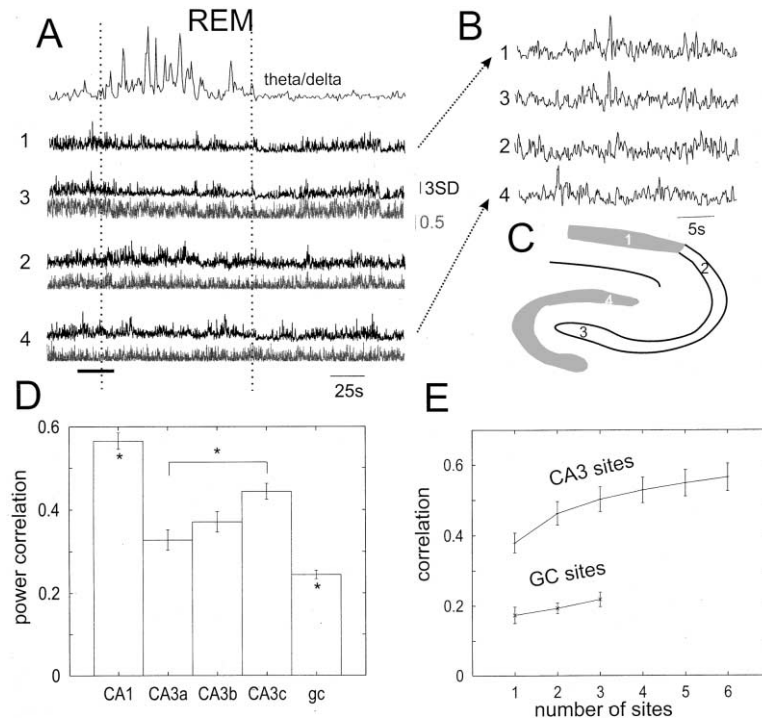 A
REM
theta/delta
1
3
2
4
3SD
0.5
25s
B
1
3
2
4
5s
C
1
2
3
4
D
power correlation
0.6
0.4
0.2
0
*
*
*
CA1 CA3a CA3b CA3c gc
E
correlation
0.6
0.4
0.2
0
CA3 sites
GC sites
1 2 3 4 5 6
number of sites